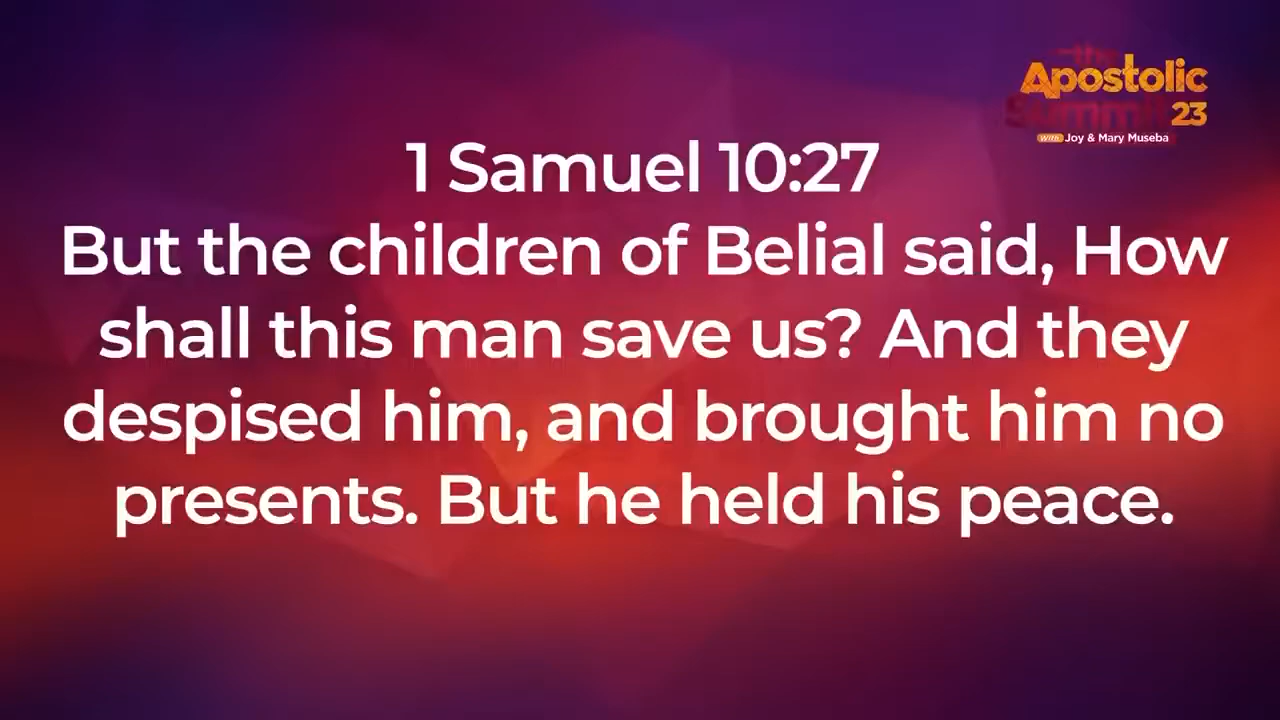 the
Apostolic
Summit 23
with Joy & Mary Museba
1 Samuel 10:27
But the children of Belial said, How
shall this man save us? And they
despised him, and brought him no
presents. But he held his peace.